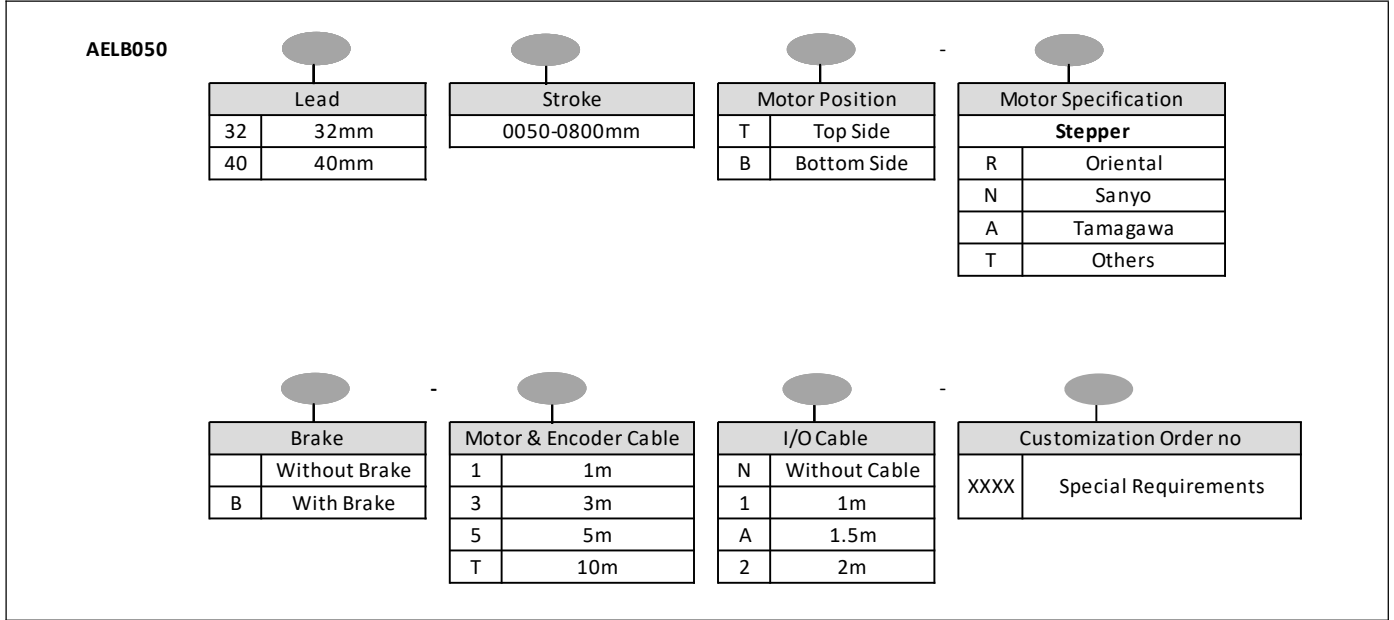 AELB050 - 
Lead Stroke Motor Position Motor Specification
32 32mm 0050-0800mm T Top Side Stepper
40 40mm B Bottom Side R Oriental
N Sanyo
A Tamagawa
T Others
- -
Brake Motor & Encoder Cable I/O Cable Customization Order no
Without Brake 1 1m N Without Cable XXXX Special Requirements
B With Brake 3 3m 1 1m
5 5m A 1.5m
T 10m 2 2m